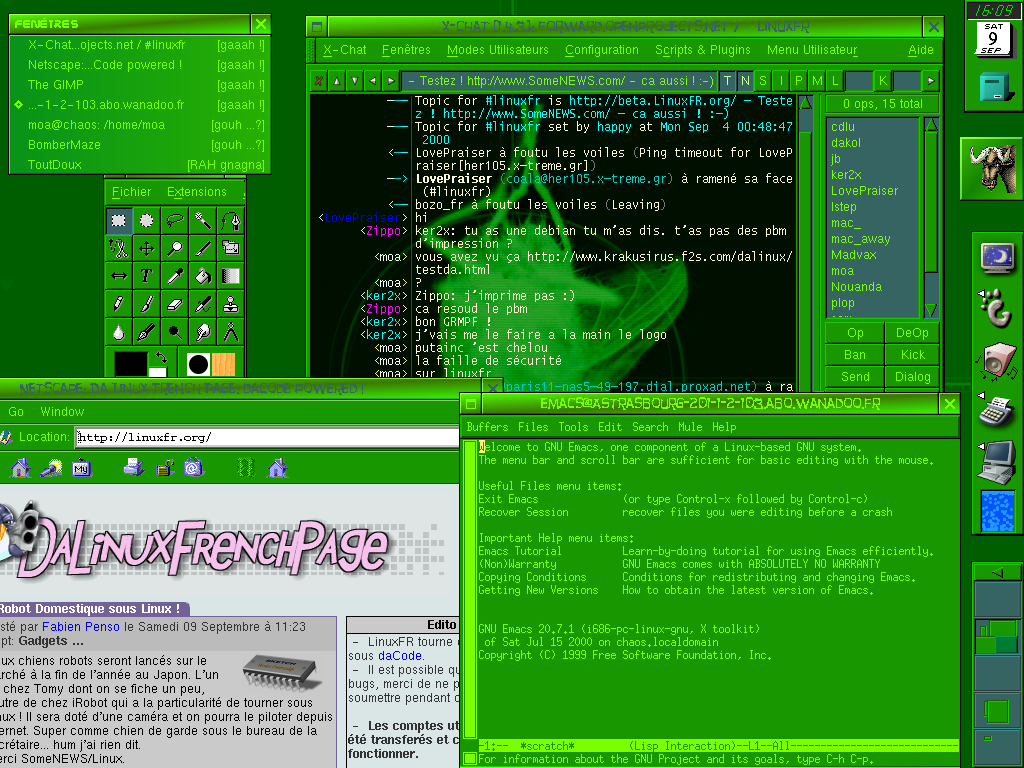 FENÊTRES
X-Chat...ojects.net / #linuxfr [gaaah !]
Netscape:...Code powered ! [gaaah !]
The GIMP [gaaah !]
...-1-2-103.abo.wanadoo.fr [gaaah !]
moa@chaos: /home/moa [gouh ...?]
BomberMaze [gouh ...?]
ToutDoux [RAH gnagna]
Fichier Extensions
X-Chat Fenêtres Modes Utilisateurs Configuration Scripts & Plugins Menu Utilisateur Aide
– Testez ! http://www.SomeNEWS.com/ – ca aussi ! :-) T N S I P M L K
<—— Topic for #linuxfr is http://beta.LinuxFR.org/ – Teste
z ! http://www.SomeNEWS.com/ – ca aussi ! :-)
<—— Topic for #linuxfr set by happy at Mon Sep 4 00:48:47
2000
<—— LovePraiser à foutu les voiles (Ping timeout for LoveP
raiser[her105.x-treme.gr])
——> LovePraiser (coala@her105.x-treme.gr) à ramené sa face
(#linuxfr)
<—— bozo_fr à foutu les voiles (Leaving)
<LovePraiser> hi
<Zippo> ker2x: tu as une debian tu m'as dis. t'as pas des pbm
d'impression ?
<moa> vous avez vu ça http://www.krakusirus.f2s.com/dalinux/
testda.html
<moa> ?
<ker2x> Zippo: j'imprime pas :)
<Zippo> ca resoud le pbm
<ker2x> bon GRMPF !
<ker2x> j'vais me le faire a la main le logo
<moa> putainc 'est chelou
<moa> la faille de sécurité
<moa> sur linuxfr
paris11-nas5-49-197.dial.proxad.net) à ra
0 ops, 15 total
cdlu
dakol
jb
ker2x
LovePraiser
lstep
mac_
mac_away
Madvax
moa
Nouanda
plop
Op DeOp
Ban Kick
Send Dialog
16:09
SAT
9
SEP
NETSCAPE: DA LINUX FRENCH PAGE: DACODE POWERED !
Go Window
Location: http://linuxfr.org/
My
DALINUXFRENCHPAGE
Robot Domestique sous Linux !
sté par Fabien Penso le Samedi 09 Septembre à 11:23
pt: Gadgets ...
ux chiens robots seront lancés sur le
arché à la fin de l'année au Japon. L'un
chez Tomy dont on se fiche un peu,
utre de chez iRobot qui a la particularité de tourner sous
nux ! Il sera doté d'une caméra et on pourra le piloter depuis
ernet. Super comme chien de garde sous le bureau de la
crétaire... hum j'ai rien dit.
erci SomeNEWS/Linux.
Edito
– LinuxFR tourne
sous daCode.
– Il est possible qu
bugs, merci de ne p
soumettre pendant c
– Les comptes ut
été transferés et c
fonctionner.
EMACS@ASTRASBOURG-201-1-2-103.ABO.WANADOO.FR
Buffers Files Tools Edit Search Mule Help
Welcome to GNU Emacs, one component of a Linux-based GNU system.
The menu bar and scroll bar are sufficient for basic editing with the mouse.
Useful Files menu items:
Exit Emacs (or type Control-x followed by Control-c)
Recover Session recover files you were editing before a crash
Important Help menu items:
Emacs Tutorial Learn-by-doing tutorial for using Emacs efficiently.
(Non)Warranty GNU Emacs comes with ABSOLUTELY NO WARRANTY
Copying Conditions Conditions for redistributing and changing Emacs.
Getting New Versions How to obtain the latest version of Emacs.
GNU Emacs 20.7.1 (i686-pc-linux-gnu, X toolkit)
of Sat Jul 15 2000 on chaos.localdomain
Copyright (C) 1999 Free Software Foundation, Inc.
-1:-- *scratch* (Lisp Interaction)--L1--All
For information about the GNU Project and its goals, type C-h C-p.